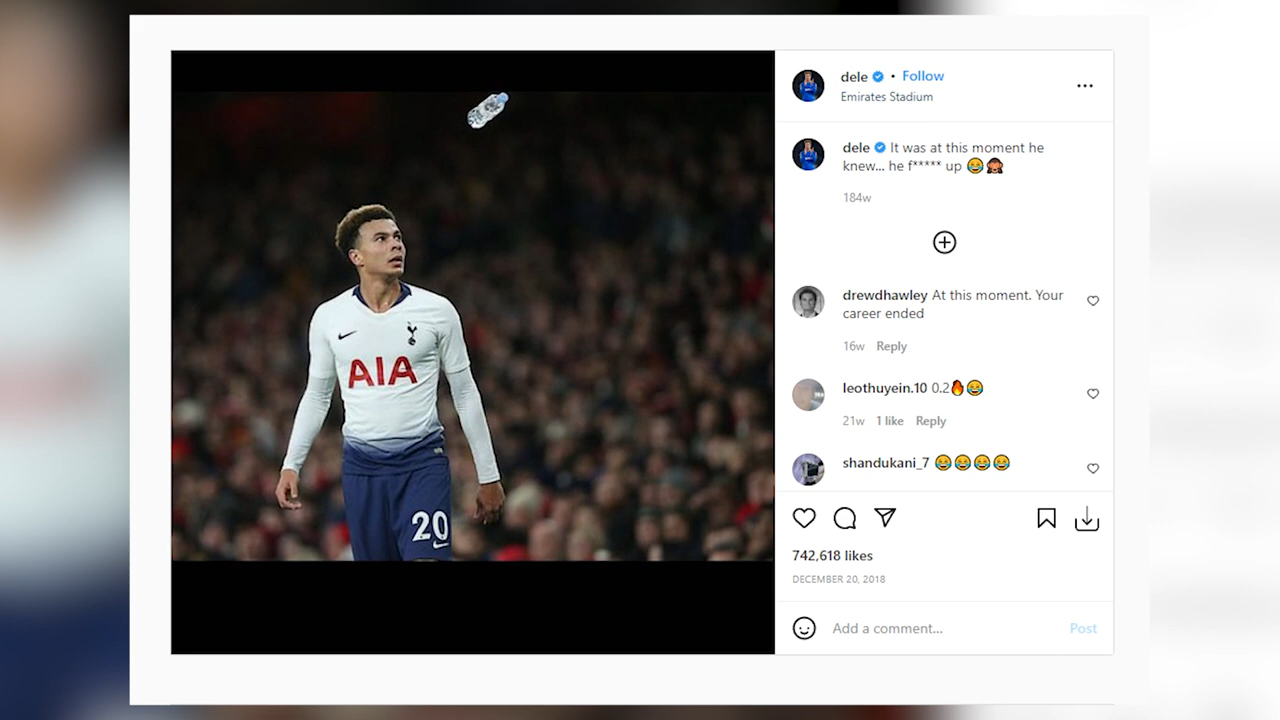 AIA
20
dele • Follow
Emirates Stadium
dele It was at this moment he
knew... he f***** up 😂🙊
184w
drewdhawley At this moment. Your
career ended
16w Reply
leothuyein.10 0.2🔥😂
21w 1 like Reply
shandukani_7 😂😂😂😂
742,618 likes
DECEMBER 20, 2018
Add a comment... Post